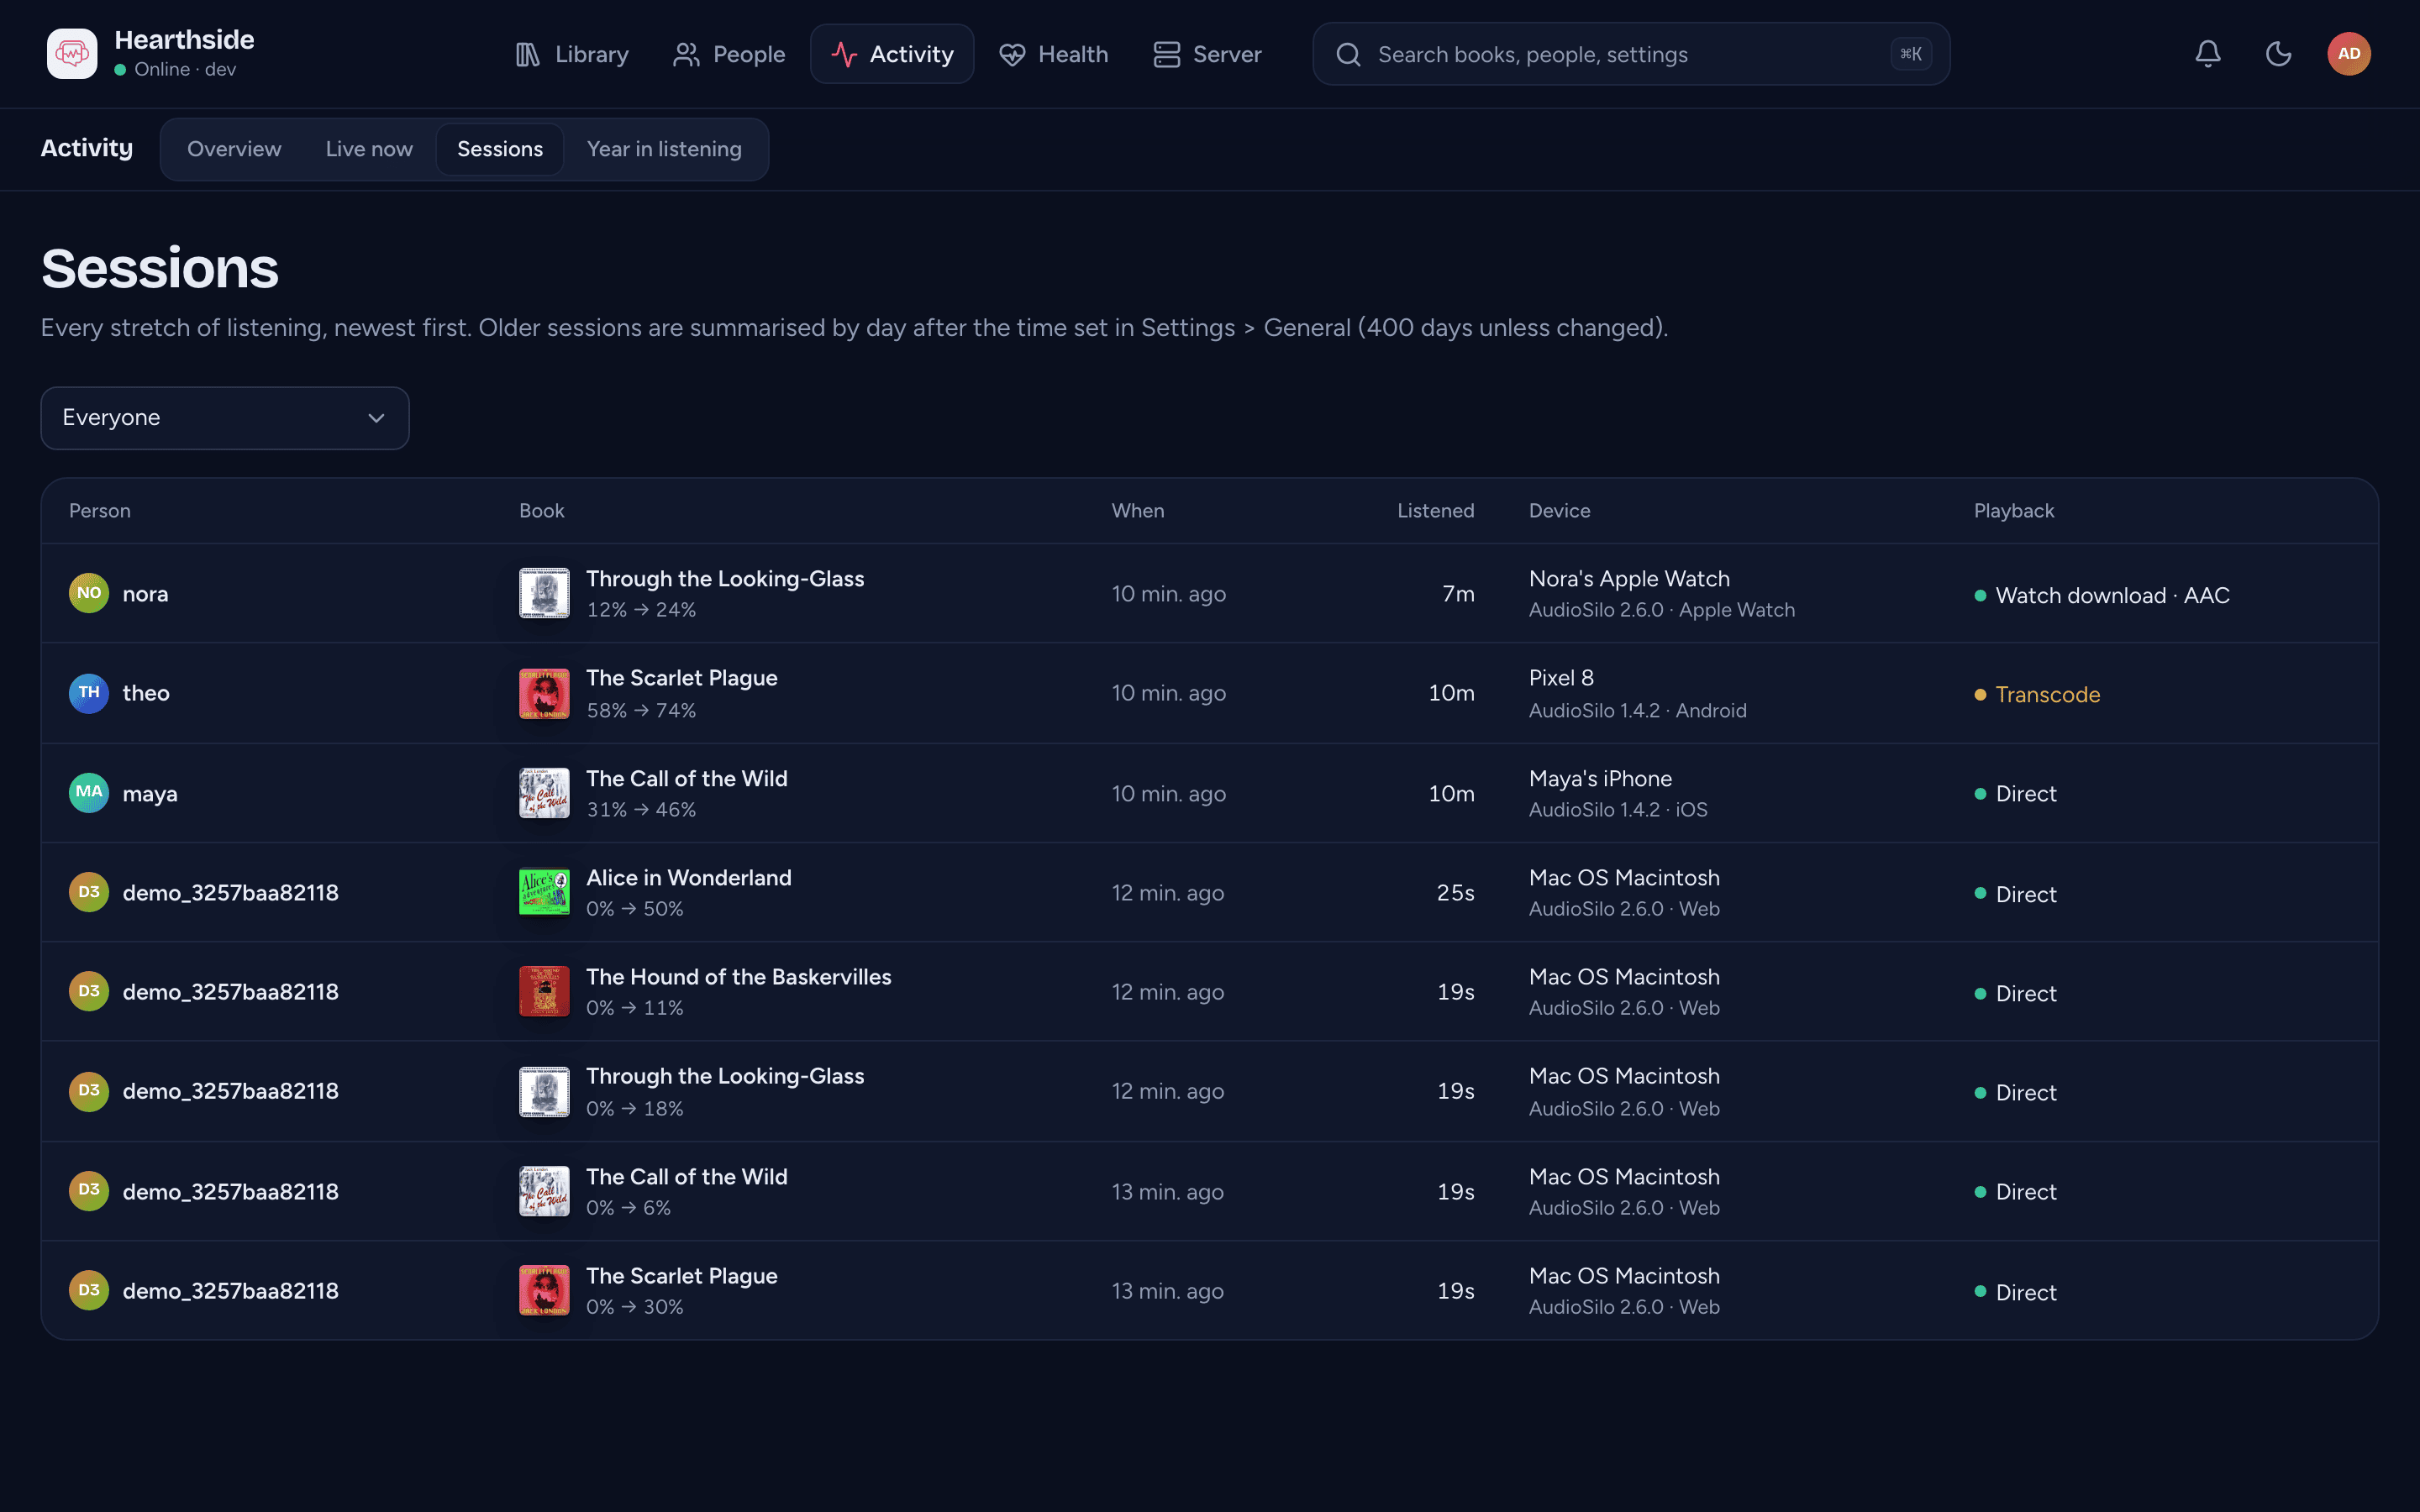 Hearthside
Online · dev
Library
People
Activity
Health
Server
Search books, people, settings
⌘K
AD
Activity
Overview
Live now
Sessions
Year in listening
Sessions
Every stretch of listening, newest first. Older sessions are summarised by day after the time set in Settings > General (400 days unless changed).
Everyone
Person Book When Listened Device Playback
NO nora Through the Looking-Glass 10 min. ago 7m Nora's Apple Watch Watch download · AAC
12% → 24% AudioSilo 2.6.0 · Apple Watch
TH theo The Scarlet Plague 10 min. ago 10m Pixel 8 Transcode
58% → 74% AudioSilo 1.4.2 · Android
MA maya The Call of the Wild 10 min. ago 10m Maya's iPhone Direct
31% → 46% AudioSilo 1.4.2 · iOS
D3 demo_3257baa82118 Alice in Wonderland 12 min. ago 25s Mac OS Macintosh Direct
0% → 50% AudioSilo 2.6.0 · Web
D3 demo_3257baa82118 The Hound of the Baskervilles 12 min. ago 19s Mac OS Macintosh Direct
0% → 11% AudioSilo 2.6.0 · Web
D3 demo_3257baa82118 Through the Looking-Glass 12 min. ago 19s Mac OS Macintosh Direct
0% → 18% AudioSilo 2.6.0 · Web
D3 demo_3257baa82118 The Call of the Wild 13 min. ago 19s Mac OS Macintosh Direct
0% → 6% AudioSilo 2.6.0 · Web
D3 demo_3257baa82118 The Scarlet Plague 13 min. ago 19s Mac OS Macintosh Direct
0% → 30% AudioSilo 2.6.0 · Web